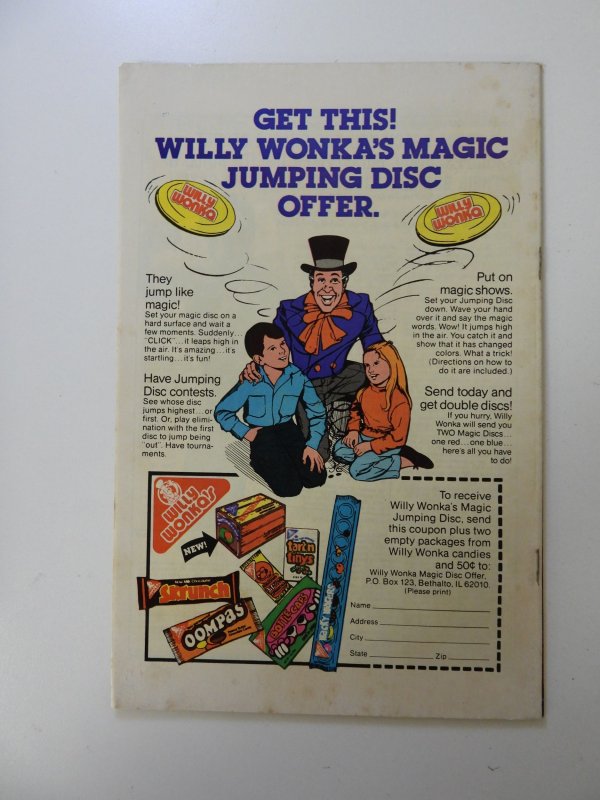 GET THIS!
WILLY WONKA'S MAGIC
JUMPING DISC
OFFER.
WILLY
WONKA
WILLY
WONKA
They
jump like
magic!
Set your magic disc on a
hard surface and wait a
few moments. Suddenly...
"CLICK"...it leaps high in
the air. It's amazing...it's
startling...it's fun!
Have Jumping
Disc contests.
See whose disc
jumps highest...or
first. Or, play elimi-
nation with the first
disc to jump being
"out". Have tourna-
ments.
Put on
magic shows.
Set your Jumping Disc
down. Wave your hand
over it and say the magic
words. Wow! It jumps high
in the air. You catch it and
show that it has changed
colors. What a trick!
(Directions on how to
do it are included.)
Send today and
get double discs!
If you hurry, Willy
Wonka will send you
TWO Magic Discs...
one red...one blue...
here's all you have
to do!
WILLY
WONKA'S
NEW!
tart n
tinys
SKRUNCH
OOMPAS
BOTTLE CAPS
WACKY WAFERS
To receive
Willy Wonka's Magic
Jumping Disc, send
this coupon plus two
empty packages from
Willy Wonka candies
and 50¢ to:
Willy Wonka Magic Disc Offer,
P.O. Box 123, Bethalto, IL 62010.
(Please print)
Name
Address
City
State Zip